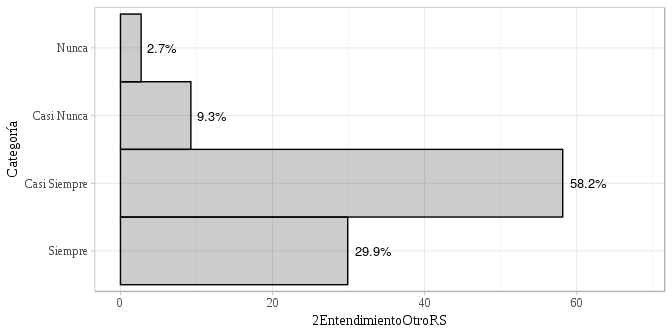 Categoría
Nunca
2.7%
Casi Nunca
9.3%
Casi Siempre
58.2%
Siempre
29.9%
0
20
40
60
2EntendimientoOtroRS